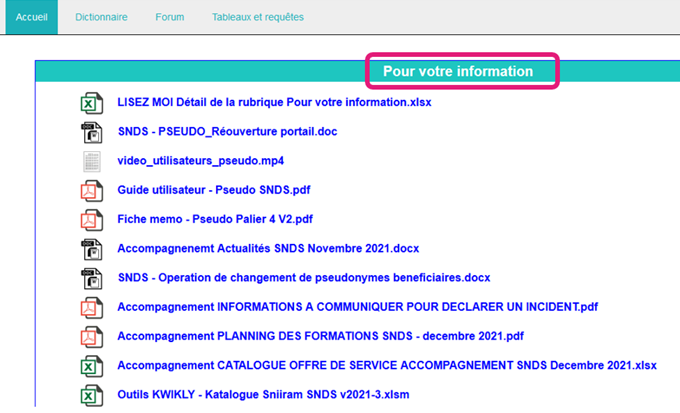 Accueil Dictionnaire Forum Tableaux et requêtes
Pour votre information
LISEZ MOI Détail de la rubrique Pour votre information.xlsx
SNDS - PSEUDO_Réouverture portail.doc
video_utilisateurs_pseudo.mp4
Guide utilisateur - Pseudo SNDS.pdf
Fiche memo - Pseudo Palier 4 V2.pdf
Accompagnenemt Actualités SNDS Novembre 2021.docx
SNDS - Operation de changement de pseudonymes beneficiaires.docx
Accompagnement INFORMATIONS A COMMUNIQUER POUR DECLARER UN INCIDENT.pdf
Accompagnement PLANNING DES FORMATIONS SNDS - decembre 2021.pdf
Accompagnement CATALOGUE OFFRE DE SERVICE ACCOMPAGNEMENT SNDS Decembre 2021.xlsx
Outils KWIKLY - Katalogue Sniiram SNDS v2021-3.xlsm